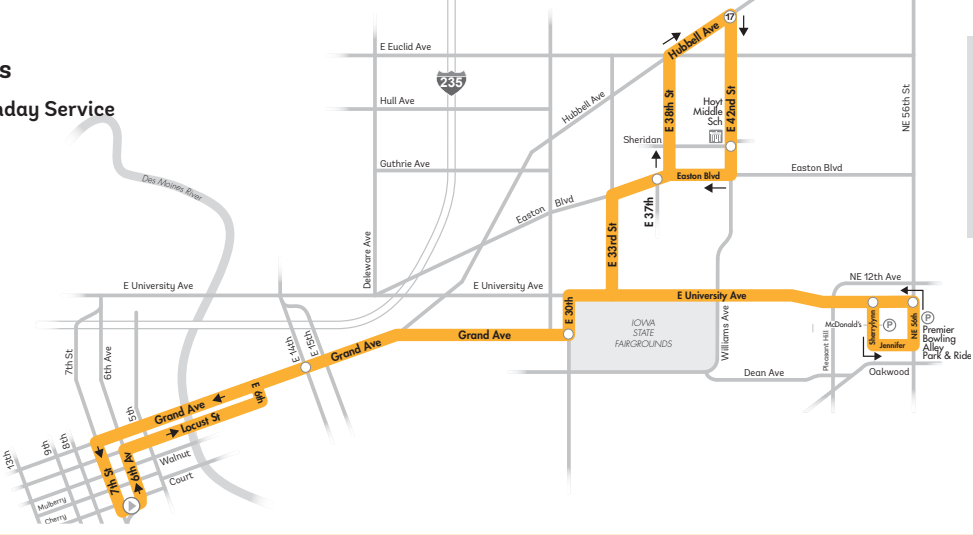 s
nday Service
17
Hubbell Ave
E Euclid Ave
235
Hull Ave
Hubbell Ave
E 38th St
Hoyt
Middle
Sch
E 42nd St
NE 56th St
Sheridan
Guthrie Ave
Easton Blvd
Easton Blvd
Des Moines River
Easton Blvd
E 37th
Deleware Ave
E 33rd St
E University Ave
E University Ave
E University Ave
NE 12th Ave
E 30th
IOWA
STATE
FAIRGROUNDS
Williams Ave
McDonald's
Pleasant Hill
Sherrylynn
P
NE 56th
P
Premier
Bowling
Alley
Park & Ride
Jennifer
Oakwood
Dean Ave
Grand Ave
Grand Ave
E 14th
E 15th
7th St
6th Ave
5th
E 6th
Grand Ave
Locust St
13th
9th
8th
7th St
6th Av
Walnut
Court
Mulberry
Cherry